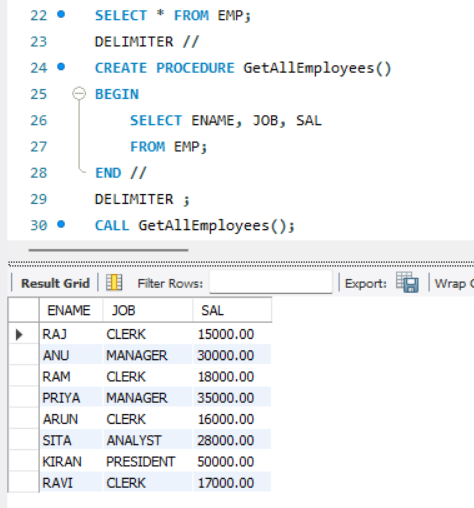 22 SELECT * FROM EMP;
23 DELIMITER //
24 CREATE PROCEDURE GetAllEmployees()
25 BEGIN
26 SELECT ENAME, JOB, SAL
27 FROM EMP;
28 END //
29 DELIMITER ;
30 CALL GetAllEmployees();
Result Grid Filter Rows: Export: Wrap C
ENAME JOB SAL
RAJ CLERK 15000.00
ANU MANAGER 30000.00
RAM CLERK 18000.00
PRIYA MANAGER 35000.00
ARUN CLERK 16000.00
SITA ANALYST 28000.00
KIRAN PRESIDENT 50000.00
RAVI CLERK 17000.00